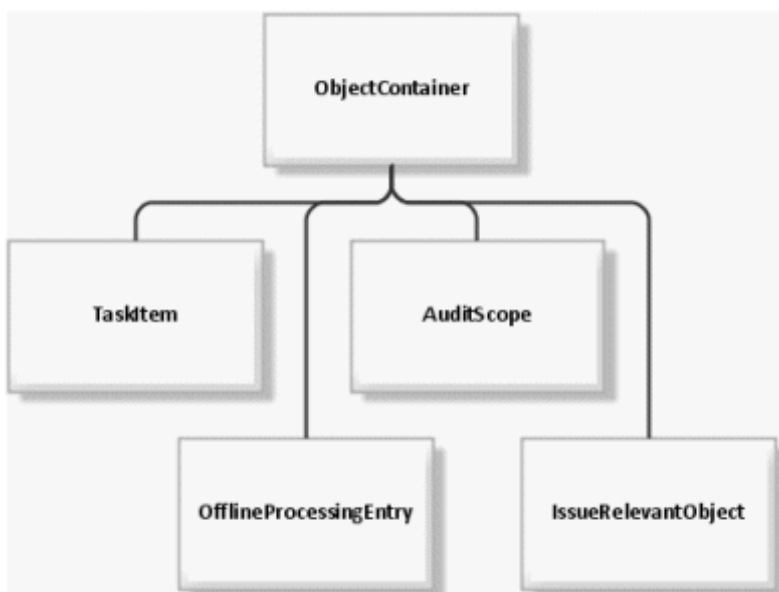 ObjectContainer
TaskItem
AuditScope
OfflineProcessingEntry
IssueRelevantObject